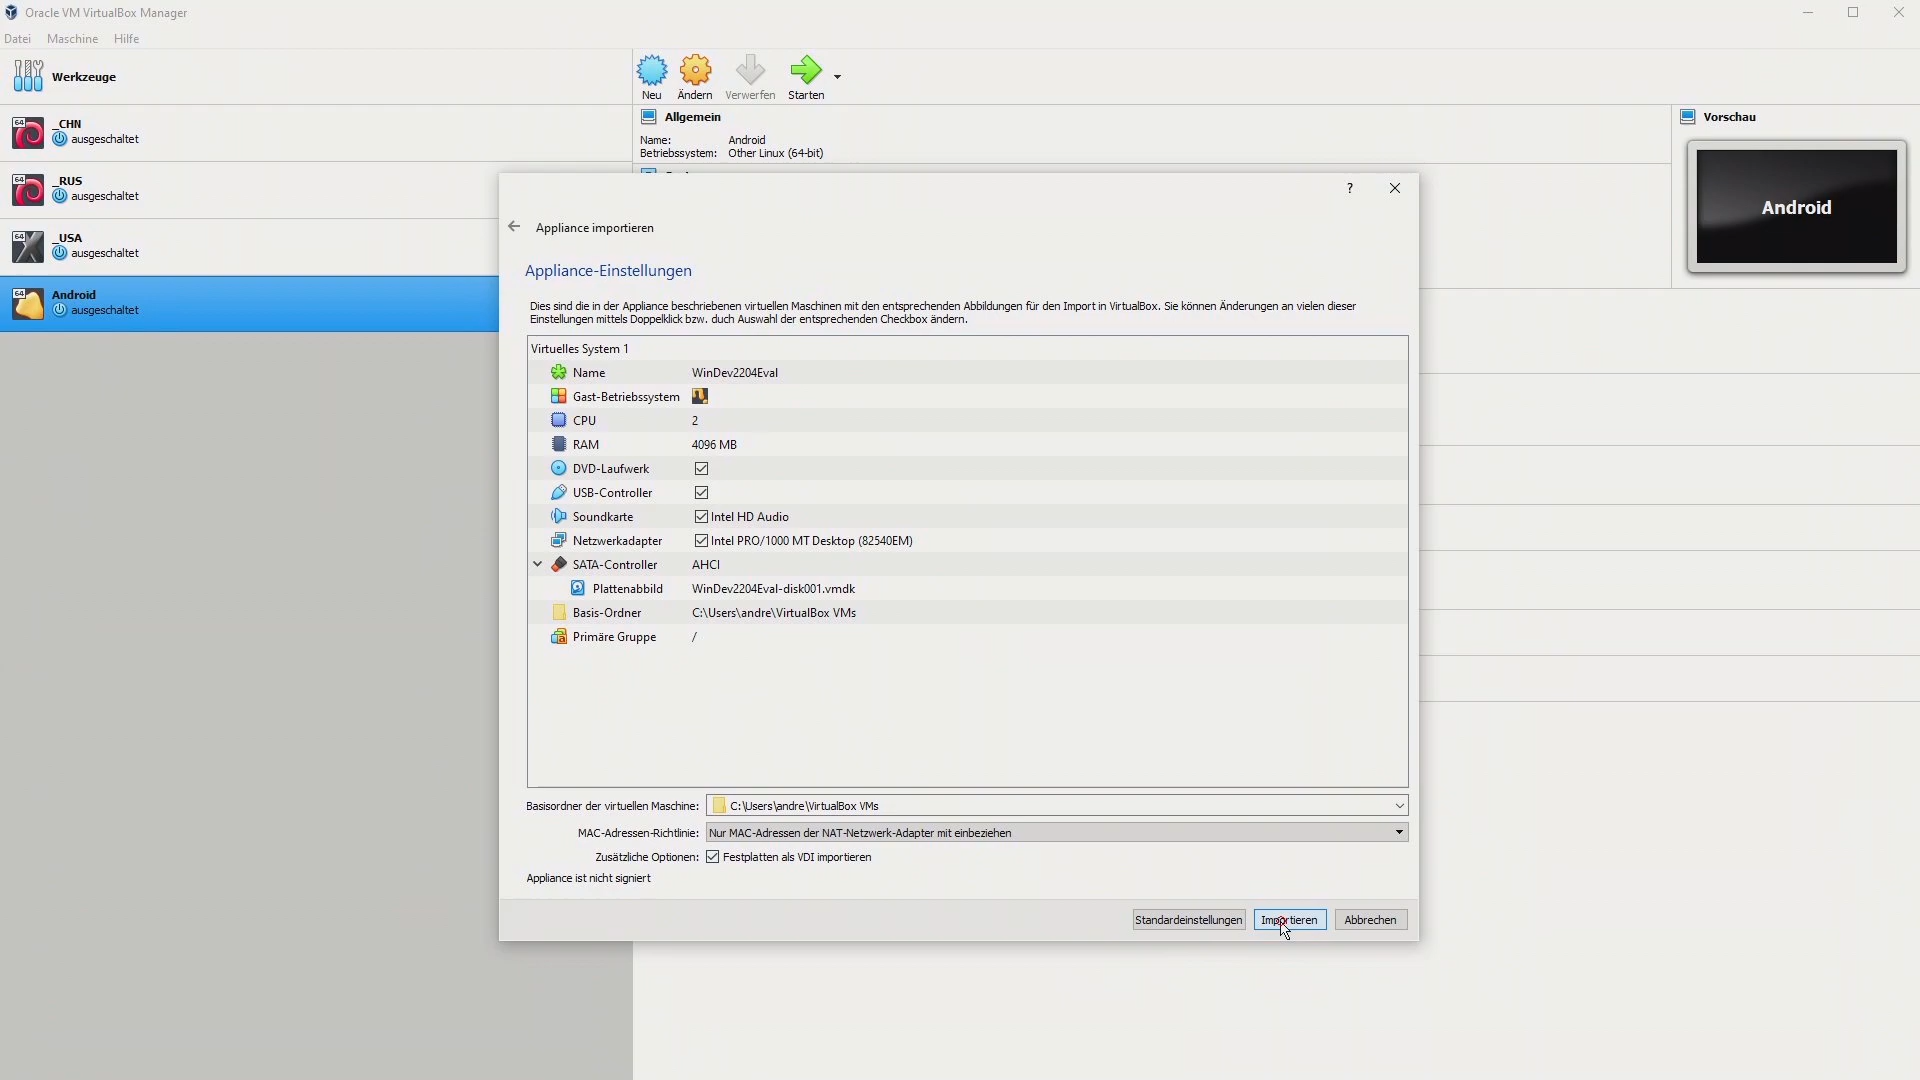 Oracle VM VirtualBox Manager
Datei Maschine Hilfe
Werkzeuge
64
_CHN
ausgeschaltet
64
_RUS
ausgeschaltet
64
_USA
ausgeschaltet
64
Android
ausgeschaltet
Neu Ändern Verwerfen Starten
Allgemein
Name: Android
Betriebssystem: Other Linux (64-bit)
Vorschau
Android
?
Appliance importieren
Appliance-Einstellungen
Dies sind die in der Appliance beschriebenen virtuellen Maschinen mit den entsprechenden Abbildungen für den Import in VirtualBox. Sie können Änderungen an vielen dieser
Einstellungen mittels Doppelklick bzw. duch Auswahl der entsprechenden Checkbox ändern.
Virtuelles System 1
Name WinDev2204Eval
Gast-Betriebssystem
CPU 2
RAM 4096 MB
DVD-Laufwerk
USB-Controller
Soundkarte Intel HD Audio
Netzwerkadapter Intel PRO/1000 MT Desktop (82540EM)
SATA-Controller AHCI
Plattenabbild WinDev2204Eval-disk001.vmdk
Basis-Ordner C:\Users\andre\VirtualBox VMs
Primäre Gruppe /
Basisordner der virtuellen Maschine: C:\Users\andre\VirtualBox VMs
MAC-Adressen-Richtlinie: Nur MAC-Adressen der NAT-Netzwerk-Adapter mit einbeziehen
Zusätzliche Optionen: Festplatten als VDI importieren
Appliance ist nicht signiert
Standardeinstellungen Importieren Abbrechen